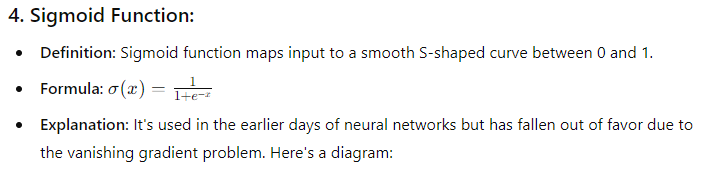 4. Sigmoid Function:
• Definition: Sigmoid function maps input to a smooth S-shaped curve between 0 and 1.
• Formula: σ(x) = 1/(1+e^{-x})
• Explanation: It's used in the earlier days of neural networks but has fallen out of favor due to
the vanishing gradient problem. Here's a diagram: